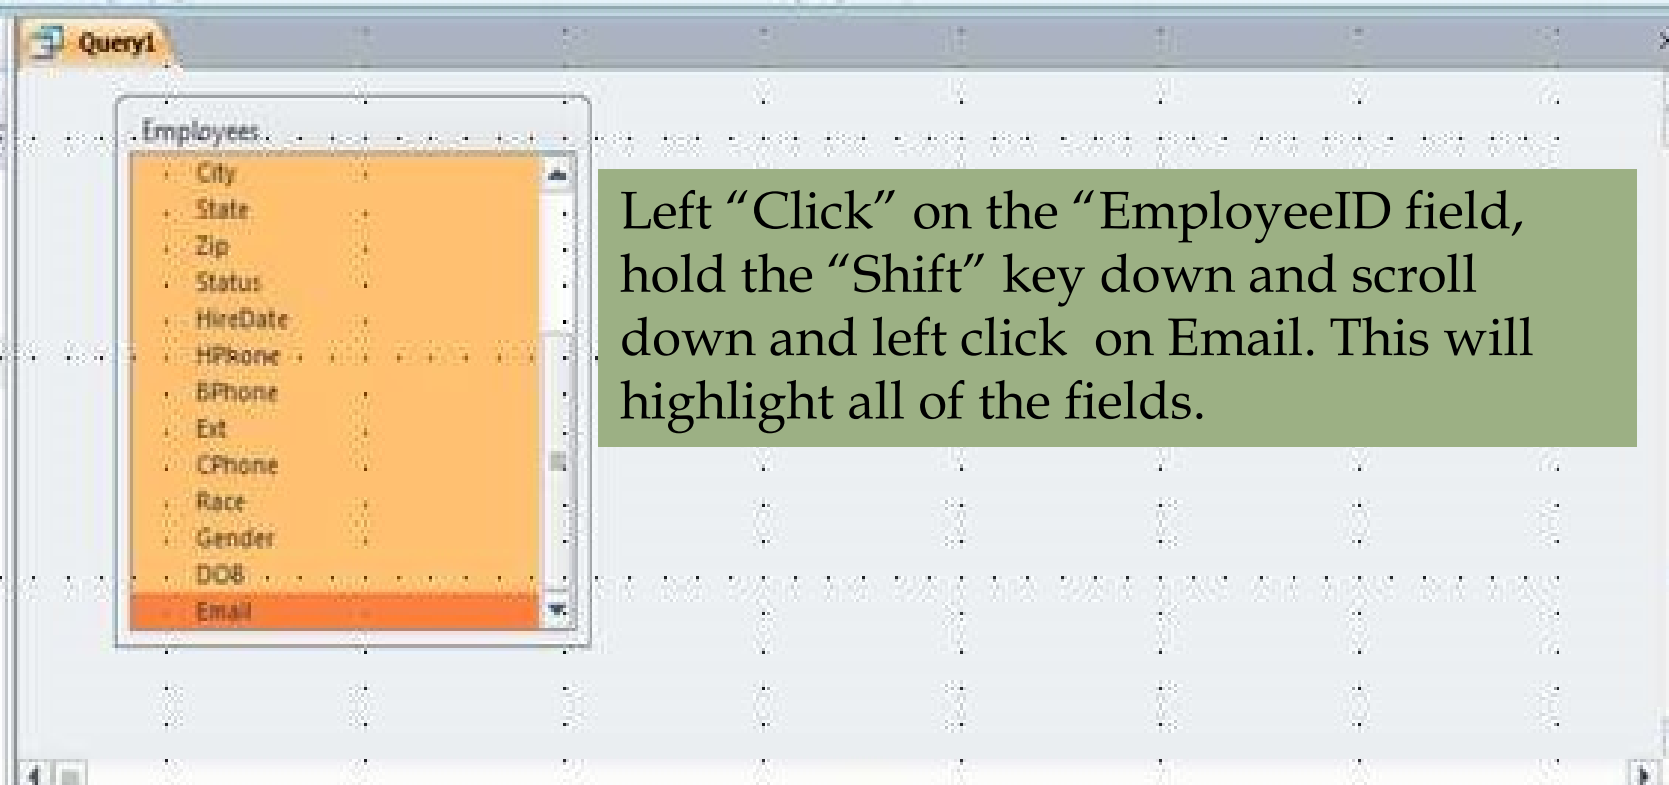 Query1
Employees
City
State
Zip
Status
HireDate
HPhone
BPhone
Ext
CPhone
Race
Gender
DOB
Email
Left “Click” on the “EmployeeID field,
hold the “Shift” key down and scroll
down and left click on Email. This will
highlight all of the fields.